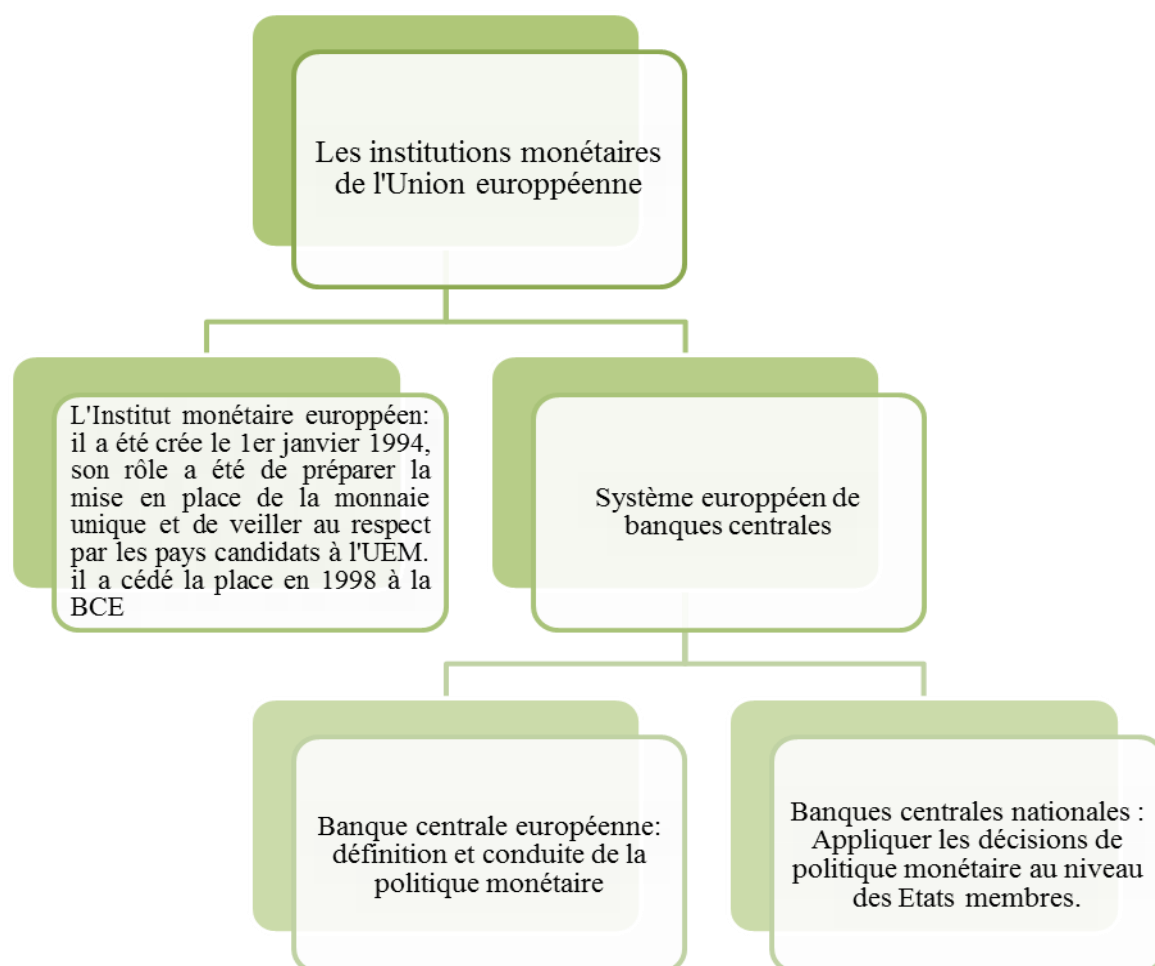 Les institutions monétaires
de l'Union europpéenne
L'Institut monétaire europpéen:
il a été crée le 1er janvier 1994,
son rôle a été de préparer la
mise en place de la monnaie
unique et de veiller au respect
par les pays candidats à l'UEM.
il a cédé la place en 1998 à la
BCE
Système europpéen de
banques centrales
Banque centrale européenne:
définition et conduite de la
politique monétaire
Banques centrales nationales :
Appliquer les décisions de
politique monétaire au niveau
des Etats membres.